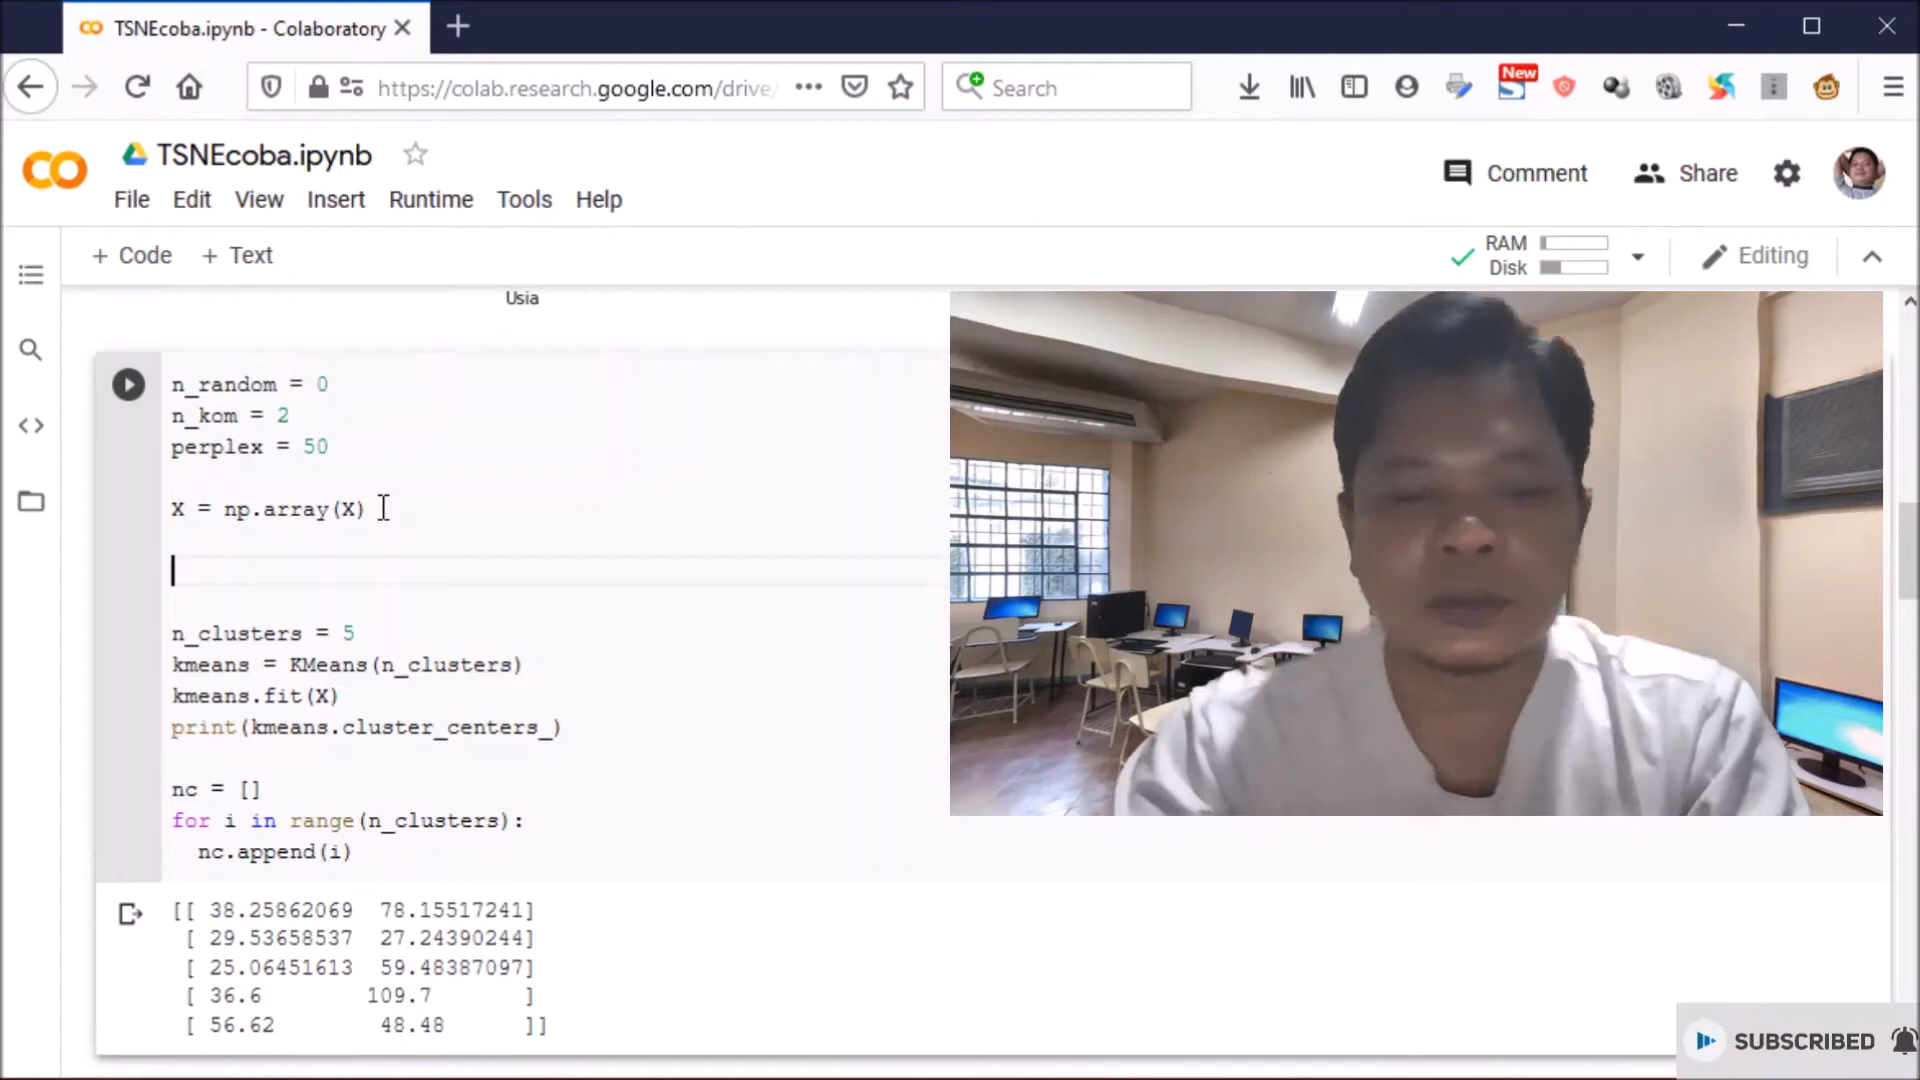 TSNEcoba.ipynb - Colaboratory
https://colab.research.google.com/drive/
Search
New
TSNEcoba.ipynb
Comment
Share
File Edit View Insert Runtime Tools Help
+ Code + Text
RAM
Disk
Editing
Usia
n_random = 0
n_kom = 2
perplex = 50
X = np.array(X)
n_clusters = 5
kmeans = KMeans(n_clusters)
kmeans.fit(X)
print(kmeans.cluster_centers_)
nc = []
for i in range(n_clusters):
nc.append(i)
[[ 38.25862069 78.15517241]
[ 29.53658537 27.24390244]
[ 25.06451613 59.48387097]
[ 36.6 109.7 ]
[ 56.62 48.48 ]]
SUBSCRIBED